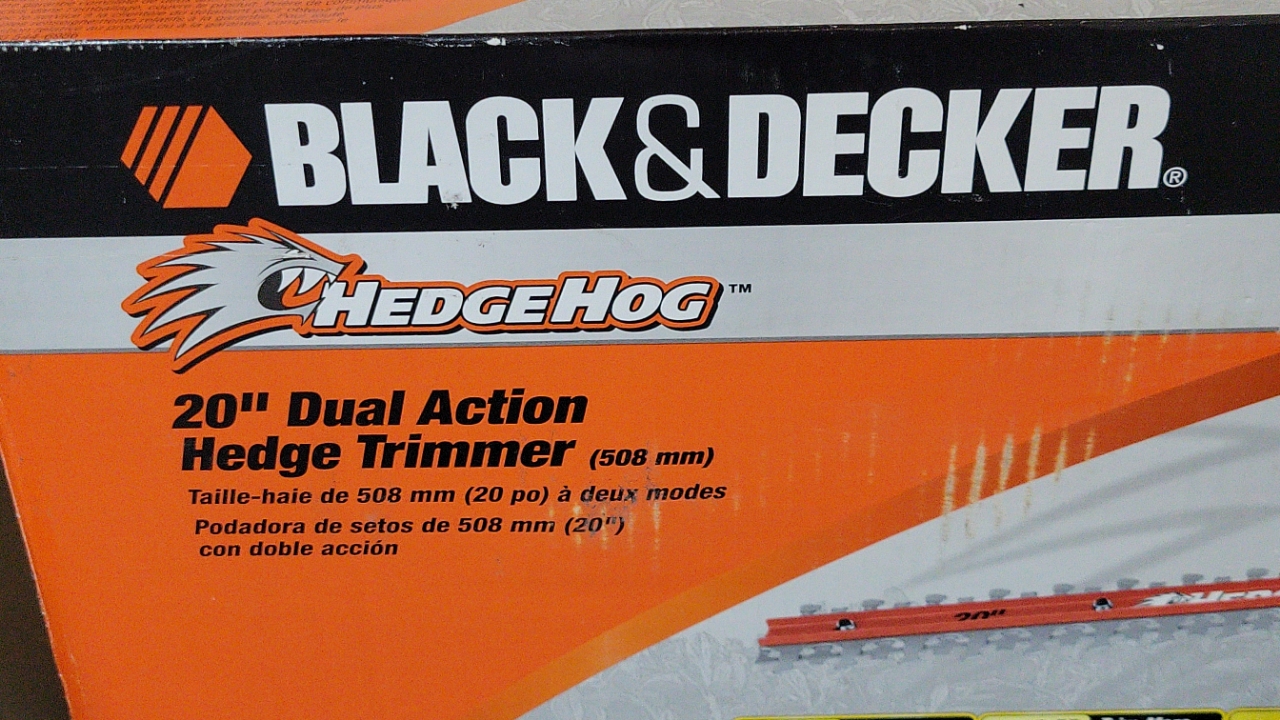 BLACK&DECKER®
HEDGEHOG™
20" Dual Action
Hedge Trimmer (508 mm)
Taille-haie de 508 mm (20 po) à deux modes
Podadora de setos de 508 mm (20")
con doble acción
20"